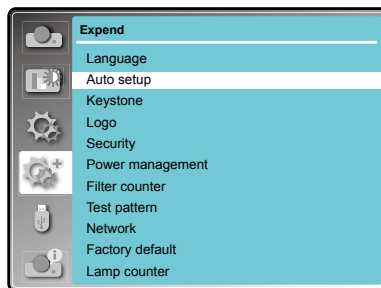 Expend
Language
Auto setup
Keystone
Logo
Security
Power management
Filter counter
Test pattern
Network
Factory default
Lamp counter